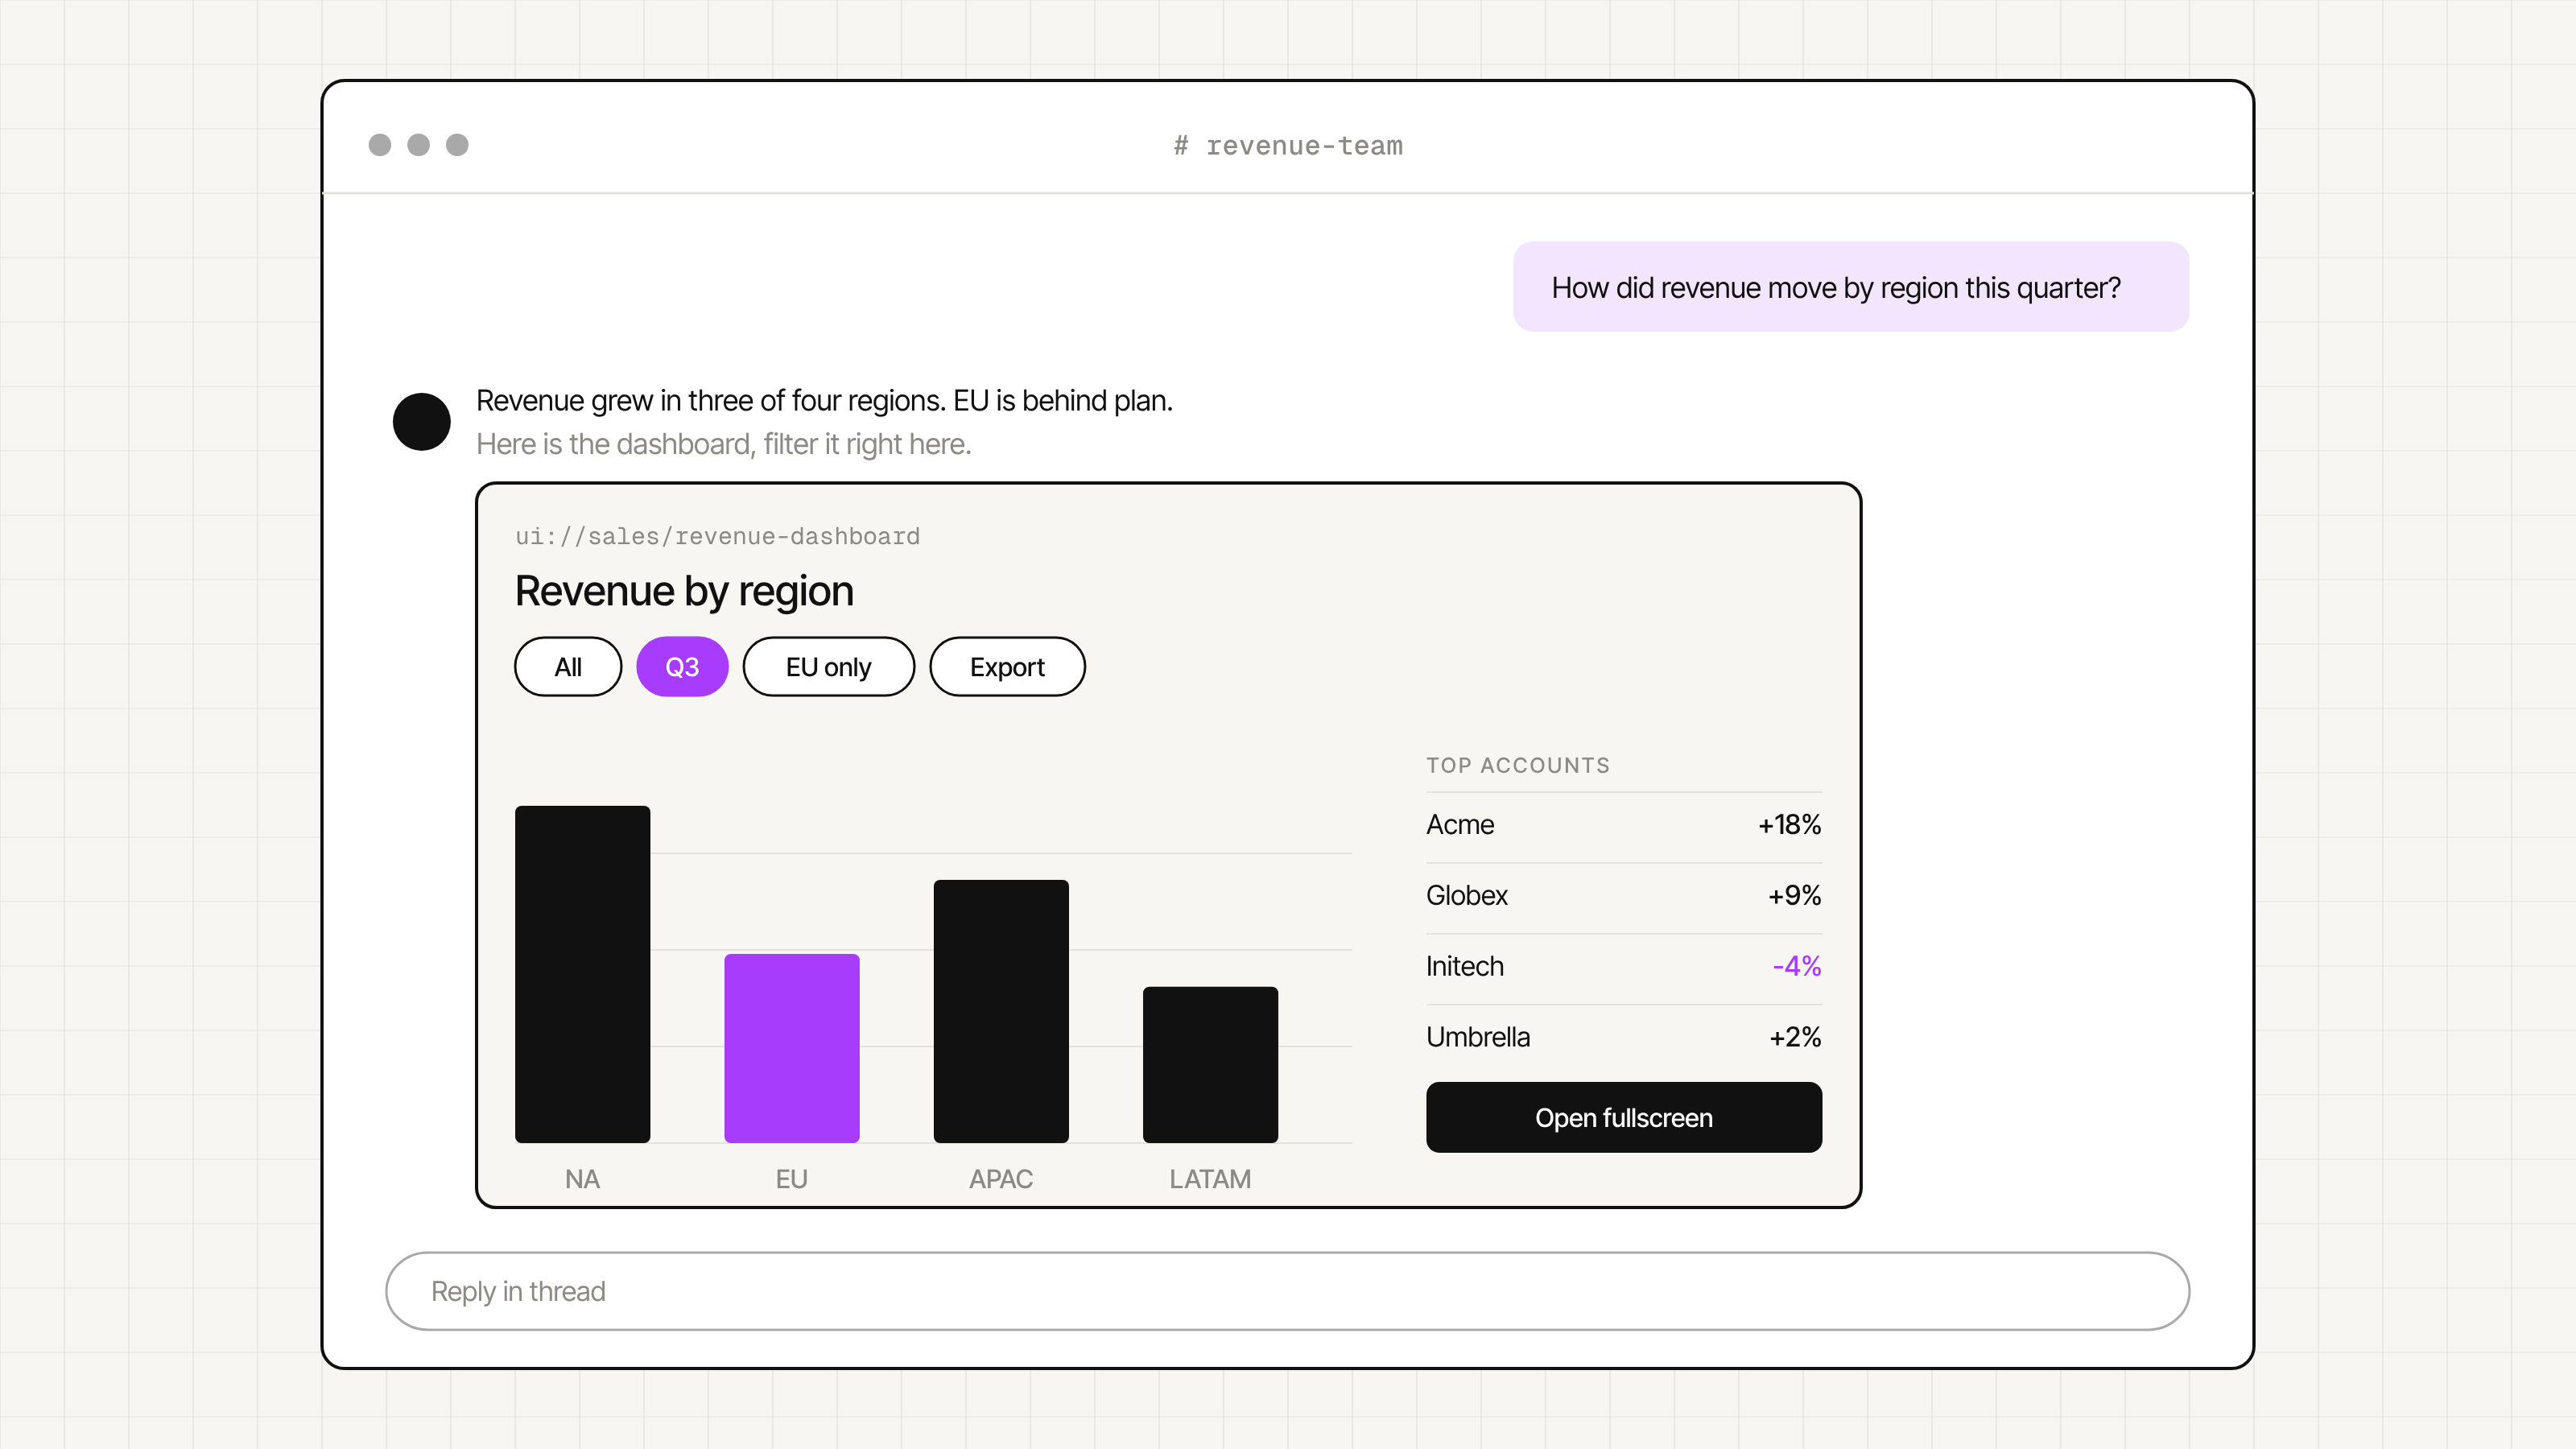 # revenue-team
How did revenue move by region this quarter?
Revenue grew in three of four regions. EU is behind plan.
Here is the dashboard, filter it right here.
ui://sales/revenue-dashboard
Revenue by region
All
Q3
EU only
Export
NA
EU
APAC
LATAM
TOP ACCOUNTS
Acme +18%
Globex +9%
Initech -4%
Umbrella +2%
Open fullscreen
Reply in thread